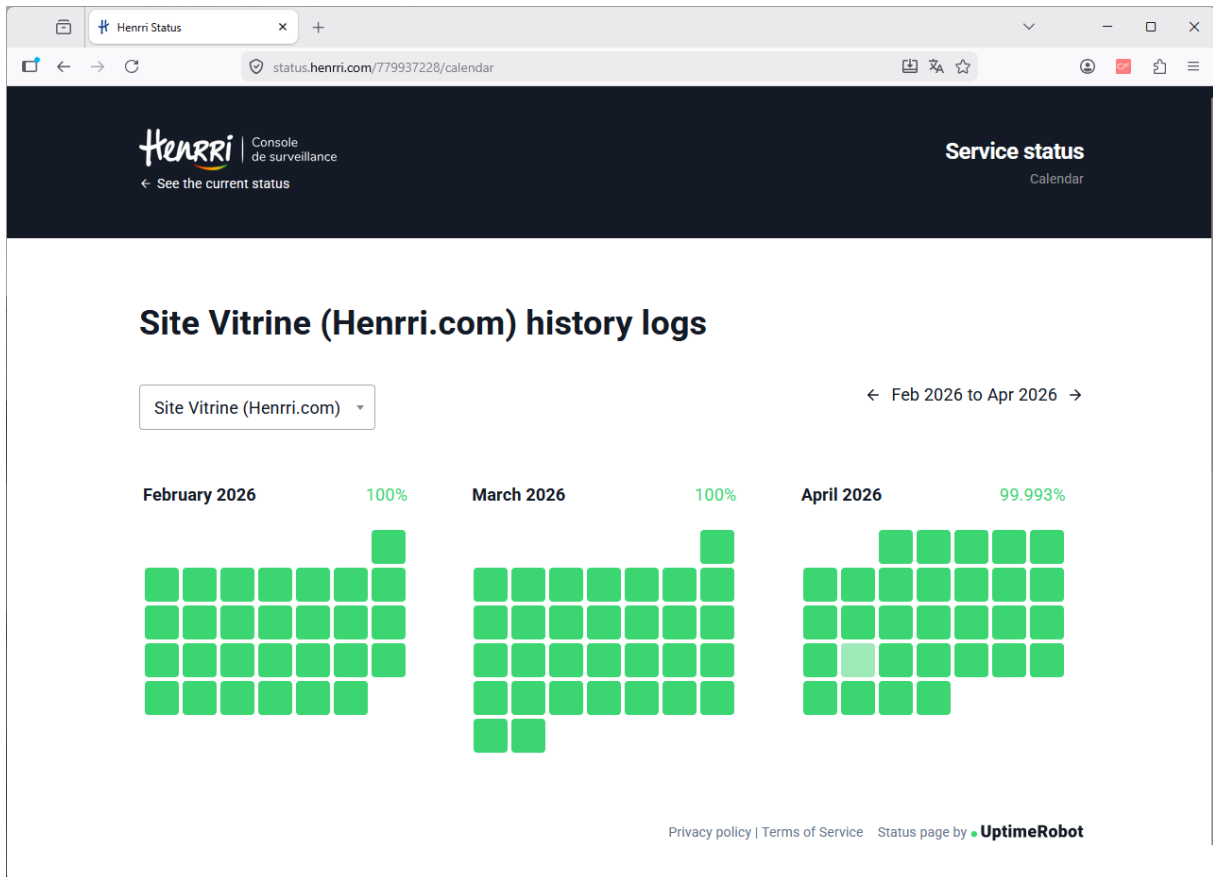 Henrri Status
status.henrri.com/779937228/calendar
Henrri
Console
de surveillance
← See the current status
Service status
Calendar
Site Vitrine (Henrri.com) history logs
Site Vitrine (Henrri.com)
← Feb 2026 to Apr 2026 →
February 2026 100%
March 2026 100%
April 2026 99.993%
Privacy policy | Terms of Service Status page by UptimeRobot